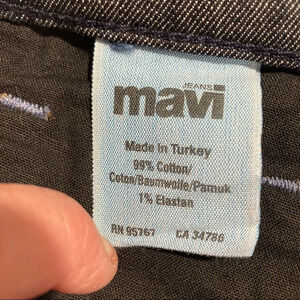 JEANS
mavi
Made in Turkey
99% Cotton/
Coton/Baumwolle/Pamuk
1% Elastan
RN 95767 CA 34786